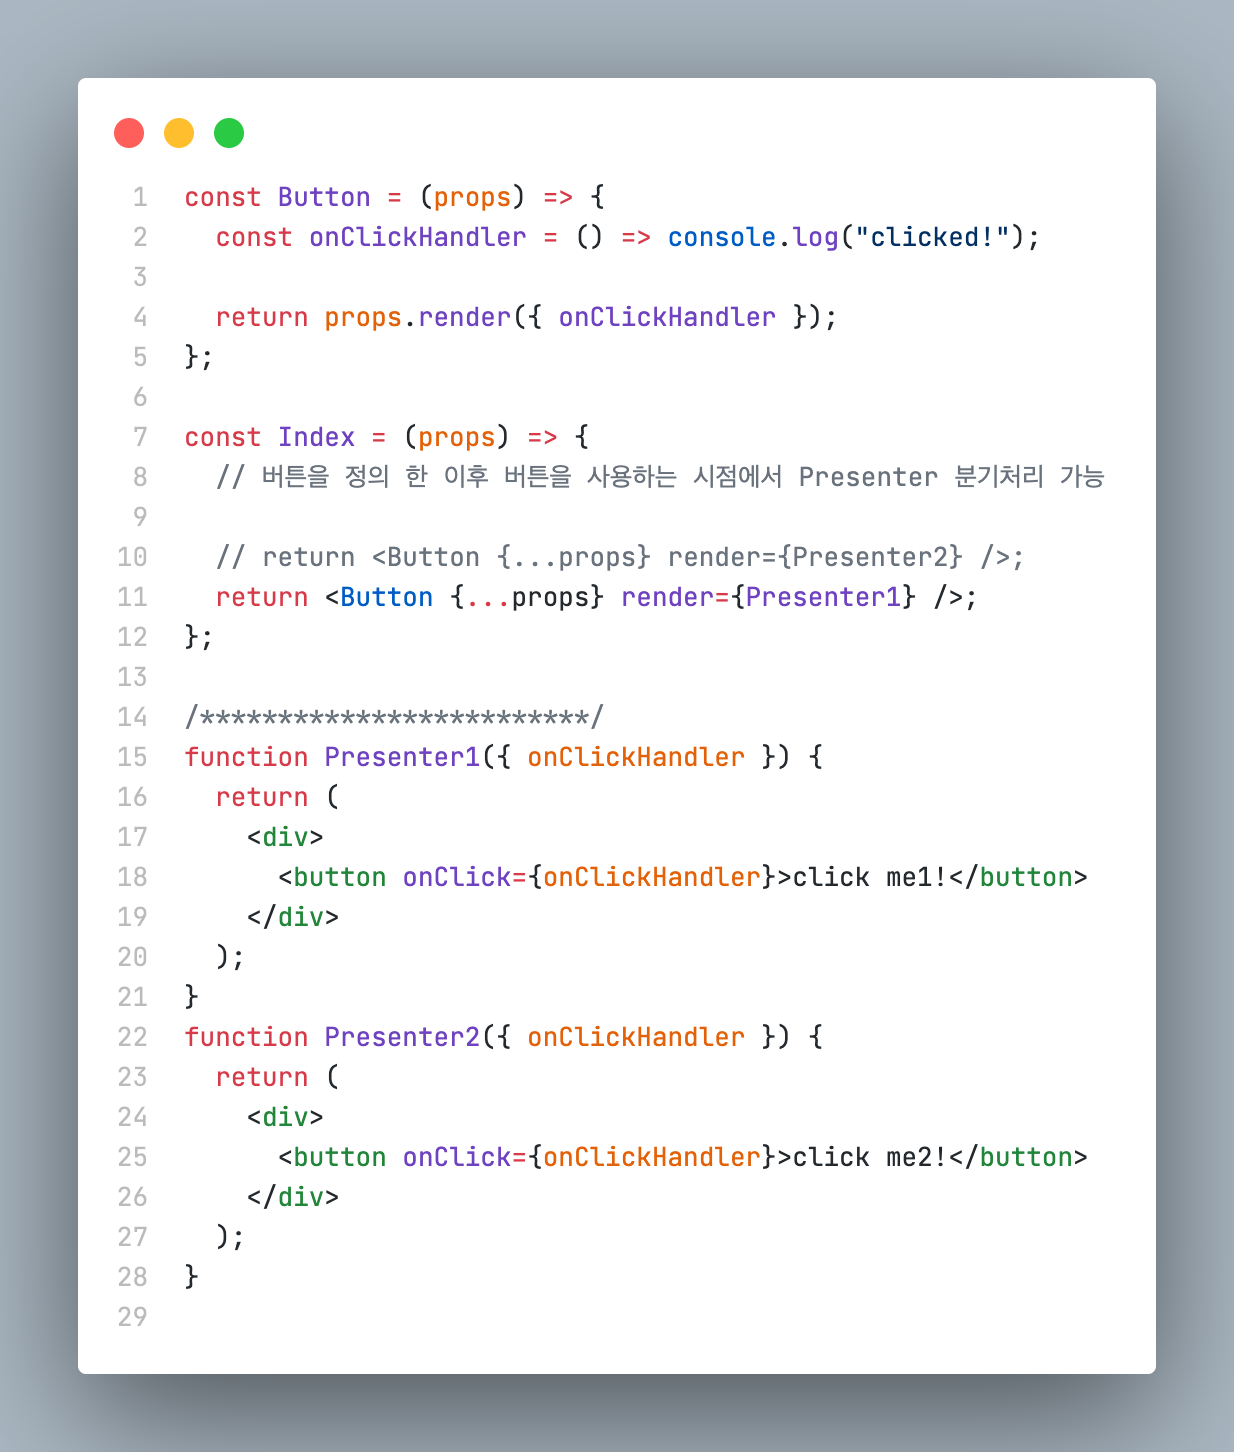 1 const Button = (props) => {
2   const onClickHandler = () => console.log("clicked!");
3
4   return props.render({ onClickHandler });
5 };
6
7 const Index = (props) => {
8   // 버튼을 정의 한 이후 버튼을 사용하는 시점에서 Presenter 분기처리 가능
9
10   // return <Button {...props} render={Presenter2} />;
11   return <Button {...props} render={Presenter1} />;
12 };
13
14 /*************************/
15 function Presenter1({ onClickHandler }) {
16   return (
17     <div>
18       <button onClick={onClickHandler}>click me1!</button>
19     </div>
20   );
21 }
22 function Presenter2({ onClickHandler }) {
23   return (
24     <div>
25       <button onClick={onClickHandler}>click me2!</button>
26     </div>
27   );
28 }
29